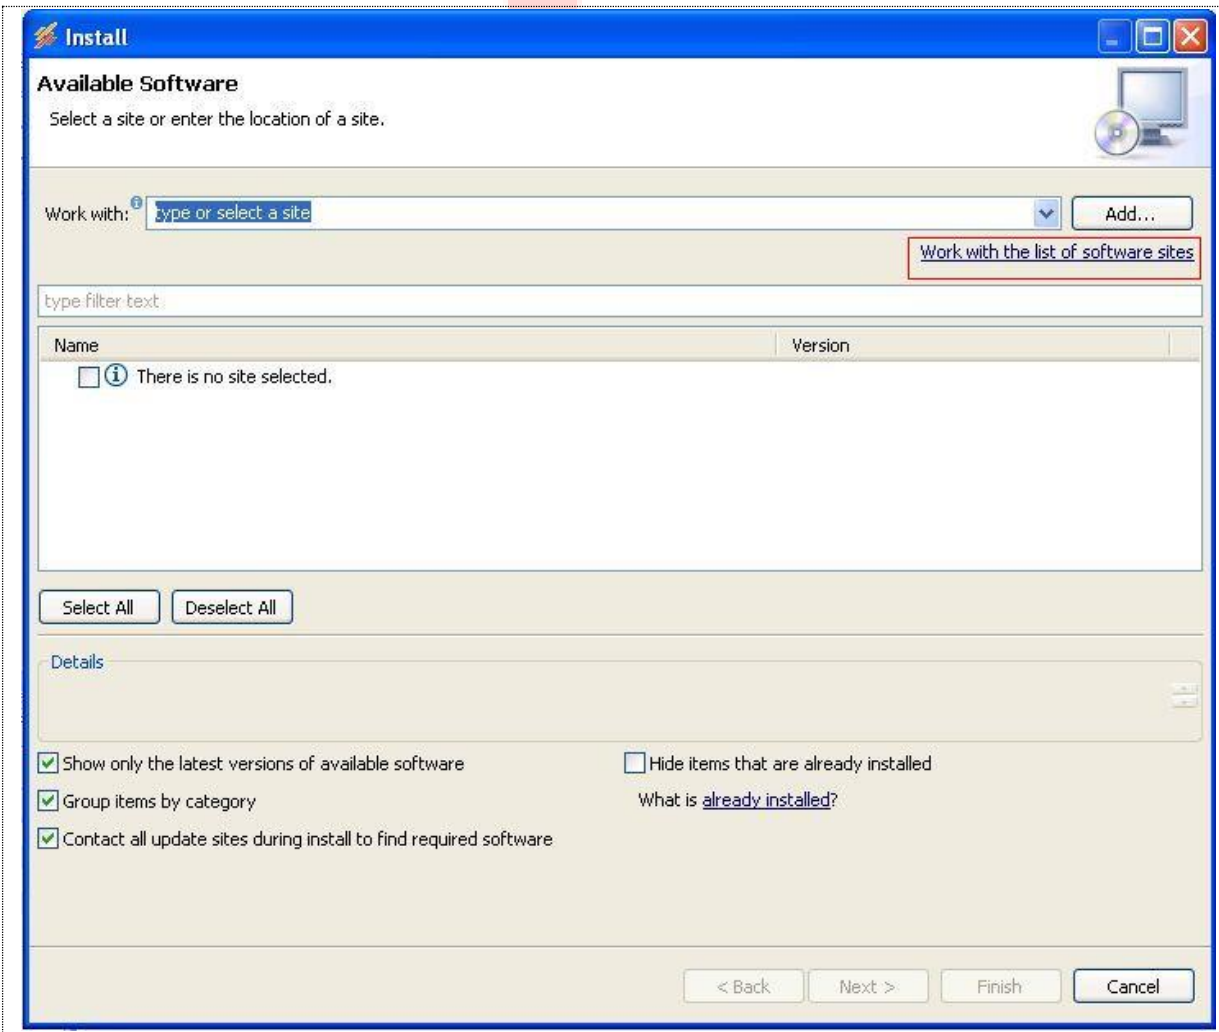 Install
Available Software
Select a site or enter the location of a site.
Work with: type or select a site Add...
Work with the list of software sites
type filter text
Name Version
There is no site selected.
Select All Deselect All
Details
Show only the latest versions of available software Hide items that are already installed
Group items by category What is already installed?
Contact all update sites during install to find required software
< Back Next > Finish Cancel